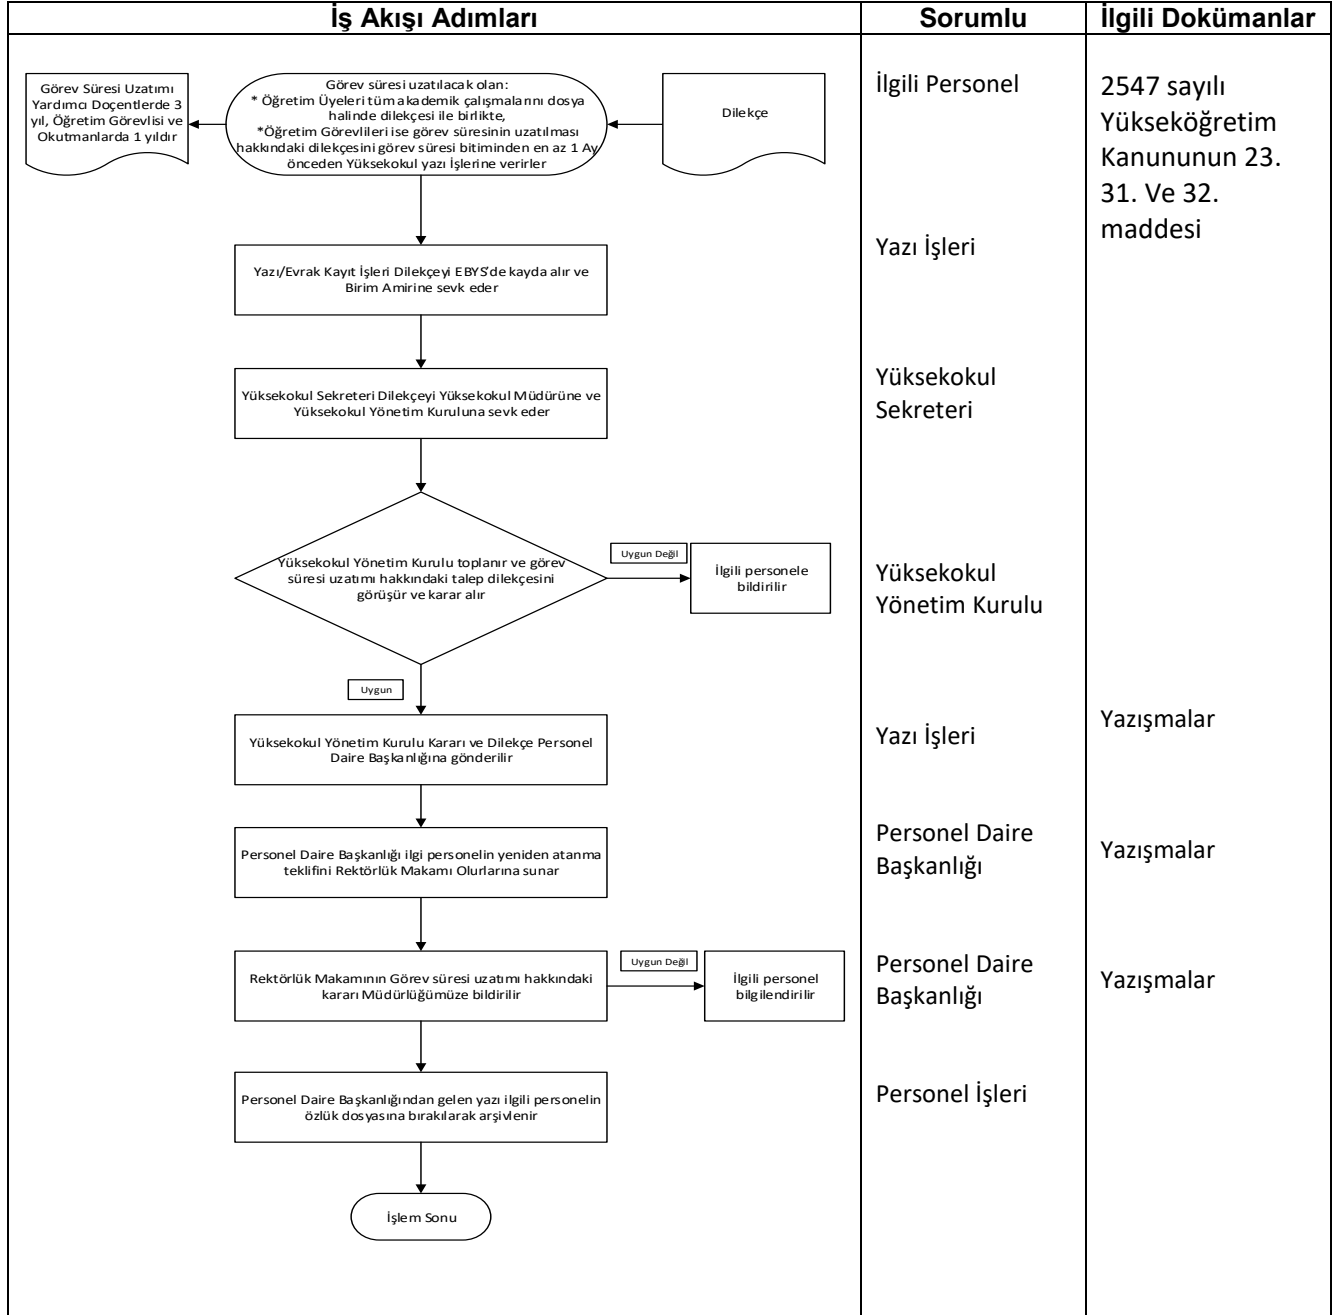 İş Akışı Adımları
Sorumlu
İlgili Dokümanlar
Görev Süresi Uzatımı
Yardımcı Doçentlerde 3
yıl, Öğretim Görevlisi ve
Okutmanlarda 1 yıldır
Görev süresi uzatılacak olan:
* Öğretim Üyeleri tüm akademik çalışmalarını dosya
halinde dilekçesi ile birlikte,
*Öğretim Görevlileri ise görev süresinin uzatılması
hakkındaki dilekçesini görev süresi bitiminden en az 1 Ay
önceden Yüksekokul yazı İşlerine verirler
Dilekçe
İlgili Personel
2547 sayılı
Yükseköğretim
Kanununun 23.
31. Ve 32.
maddesi
Yazı/Evrak Kayıt İşleri Dilekçeyi EBYS'de kayda alır ve
Birim Amirine sevk eder
Yazı İşleri
Yüksekokul Sekreteri Dilekçeyi Yüksekokul Müdürüne ve
Yüksekokul Yönetim Kuruluna sevk eder
Yüksekokul
Sekreteri
Yüksekokul Yönetim Kurulu toplanır ve görev
süresi uzatımı hakkındaki talep dilekçesini
görüşür ve karar alır
Uygun Değil
İlgili personele
bildirilir
Yüksekokul
Yönetim Kurulu
Uygun
Yüksekokul Yönetim Kurulu Kararı ve Dilekçe Personel
Daire Başkanlığına gönderilir
Yazı İşleri
Yazışmalar
Personel Daire Başkanlığı ilgi personelin yeniden atanma
teklifini Rektörlük Makamı Olurlarına sunar
Personel Daire
Başkanlığı
Yazışmalar
Rektörlük Makamının Görev süresi uzatımı hakkındaki
kararı Müdürlüğümüze bildirilir
Uygun Değil
İlgili personel
bilgilendirilir
Personel Daire
Başkanlığı
Yazışmalar
Personel Daire Başkanlığından gelen yazı ilgili personelin
özlük dosyasına bırakılarak arşivlenir
Personel İşleri
İşlem Sonu